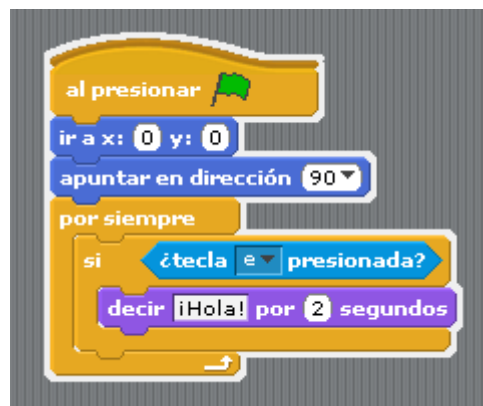 al presionar
ir a x: 0 y: 0
apuntar en dirección 90
por siempre
si ¿tecla e presionada?
decir ¡Hola! por 2 segundos